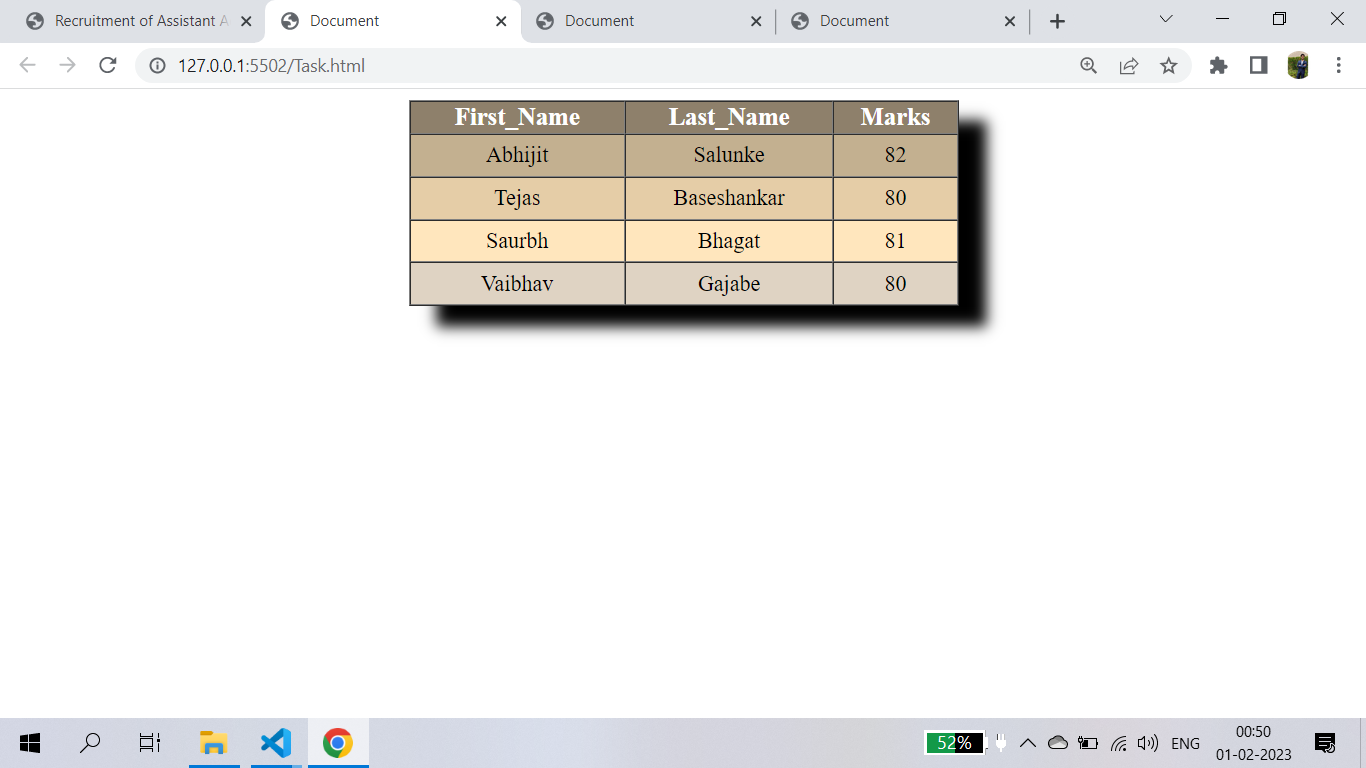 Recruitment of Assistant A
Document
Document
Document
127.0.0.1:5502/Task.html
First_Name Last_Name Marks
Abhijit Salunke 82
Tejas Baseshankar 80
Saurbh Bhagat 81
Vaibhav Gajabe 80
52% ENG 00:50
01-02-2023